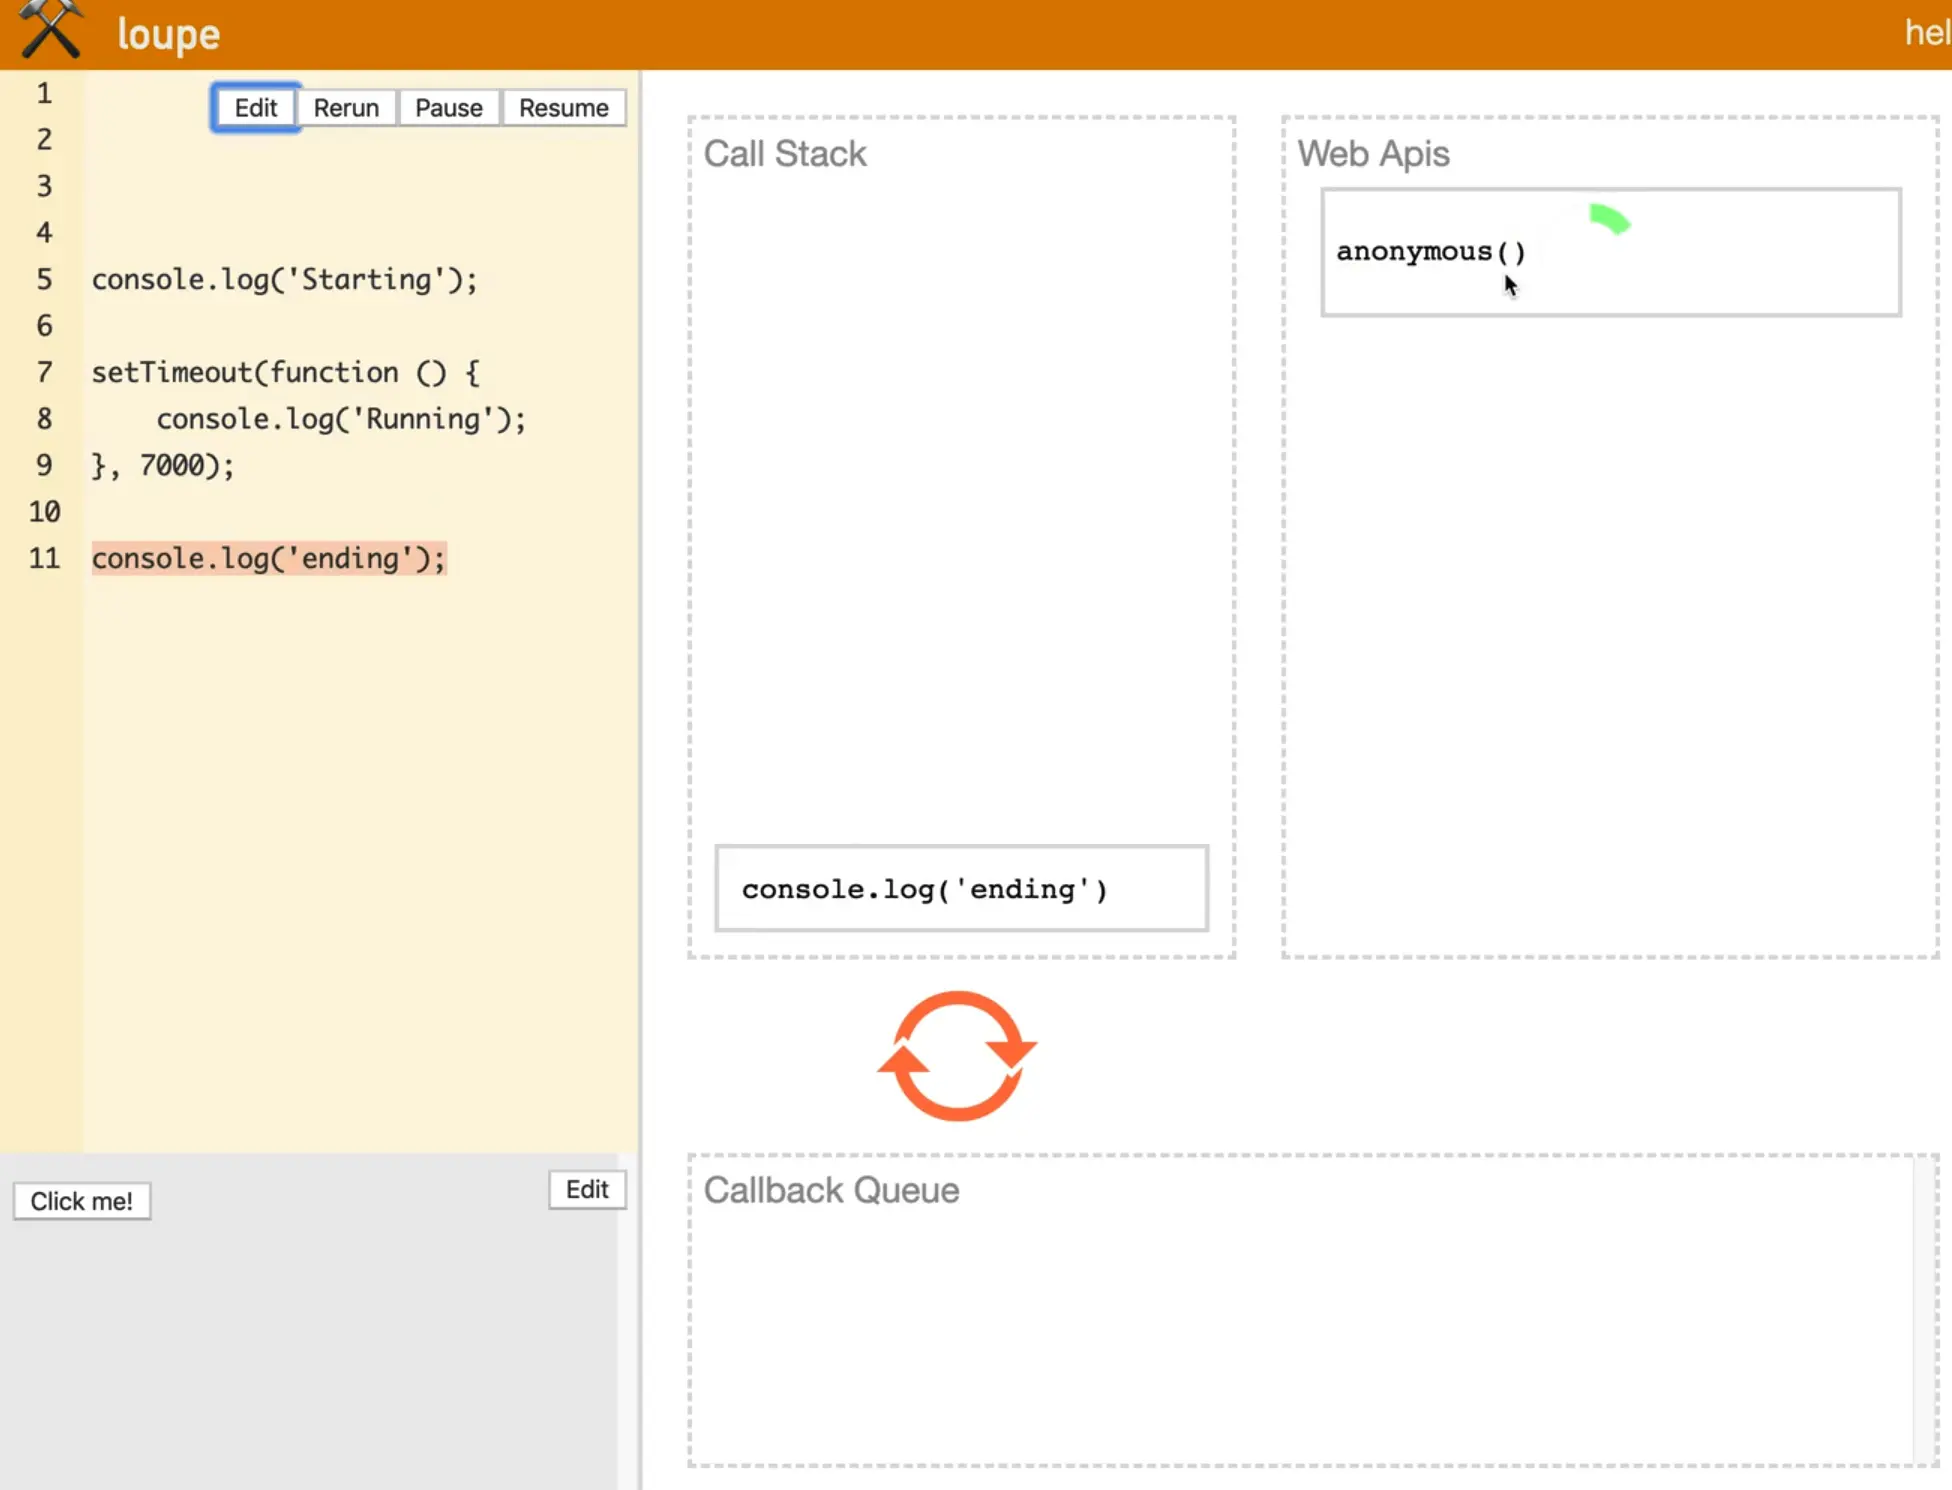 loupe
hel
Edit Rerun Pause Resume
1
2
3
4
5 console.log('Starting');
6
7 setTimeout(function () {
8     console.log('Running');
9 }, 7000);
10
11 console.log('ending');
Click me!
Edit
Call Stack
console.log('ending')
Web Apis
anonymous()
Callback Queue